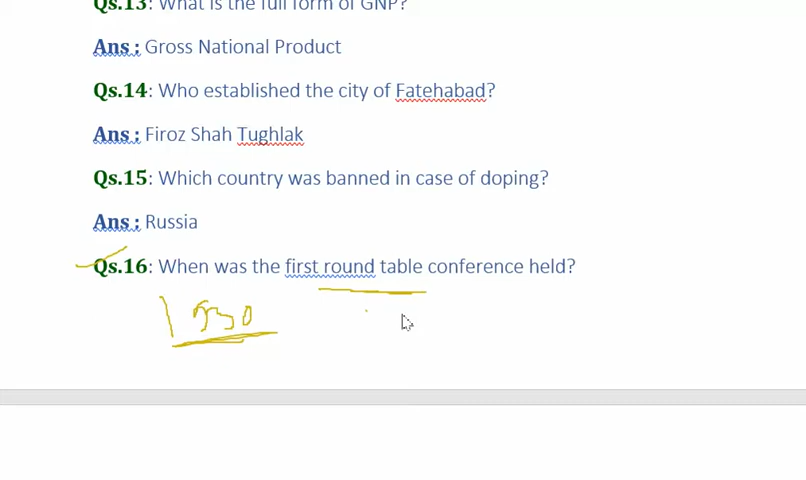 Qs.13: What is the full form of GNP?
Ans : Gross National Product
Qs.14: Who established the city of Fatehabad?
Ans : Firoz Shah Tughlak
Qs.15: Which country was banned in case of doping?
Ans : Russia
Qs.16: When was the first round table conference held?
1930